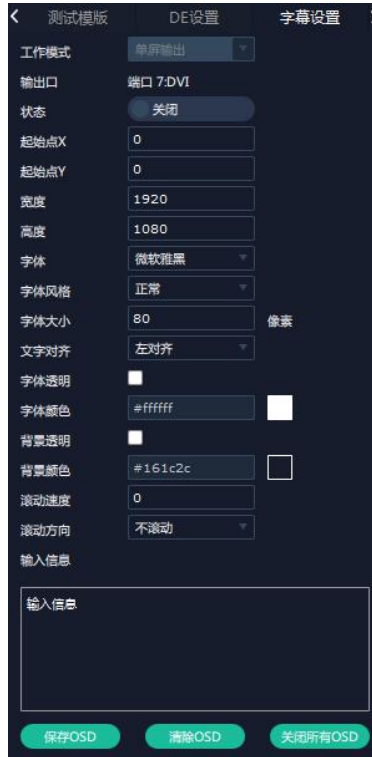 测试模版 DE设置 字幕设置
工作模式 单屏输出
输出口 端口 7:DVI
状态 关闭
起始点X 0
起始点Y 0
宽度 1920
高度 1080
字体 微软雅黑
字体风格 正常
字体大小 80 像素
文字对齐 左对齐
字体透明
字体颜色 #ffffff
背景透明
背景颜色 #161c2c
滚动速度 0
滚动方向 不滚动
输入信息
输入信息
保存OSD 清除OSD 关闭所有OSD